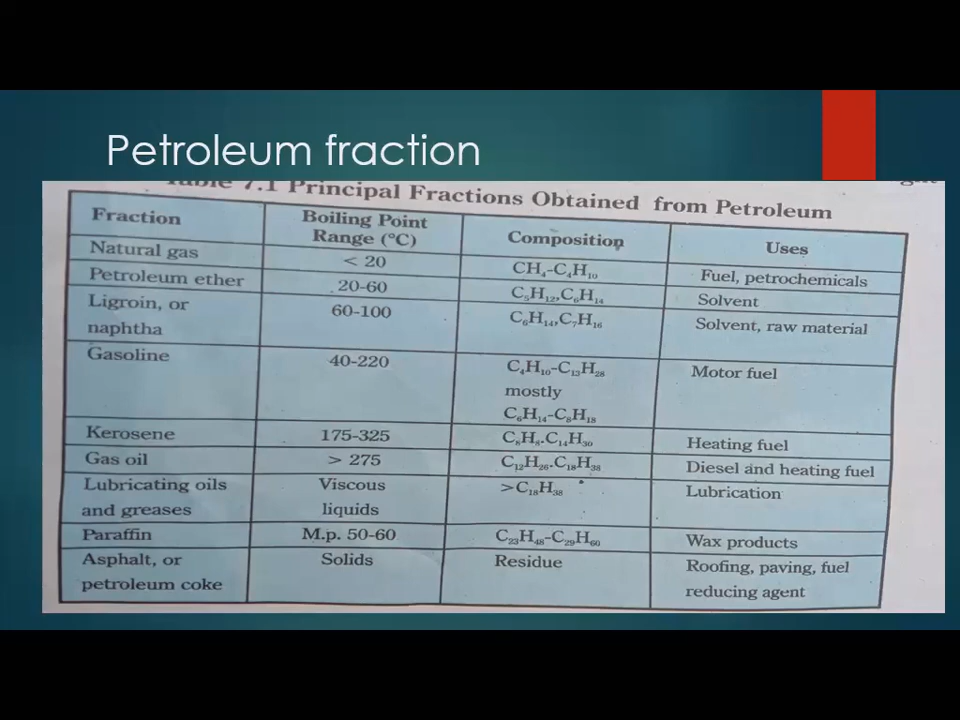 Petroleum fraction
Table 7.1 Principal Fractions Obtained from Petroleum
Fraction
Boiling Point
Range (°C)
Composition
Uses
Natural gas
< 20
CH₄-C₄H₁₀
Fuel, petrochemicals
Petroleum ether
20-60
C₅H₁₂,C₆H₁₄
Solvent
Ligroin, or
naphtha
60-100
C₆H₁₄,C₇H₁₆
Solvent, raw material
Gasoline
40-220
C₄H₁₀-C₁₃H₂₈
mostly
C₆H₁₄-C₈H₁₈
Motor fuel
Kerosene
175-325
C₈H₈.C₁₄H₃₀
Heating fuel
Gas oil
> 275
C₁₂H₂₆.C₁₈H₃₈
Diesel and heating fuel
Lubricating oils
and greases
Viscous
liquids
>C₁₈H₃₈
Lubrication
Paraffin
M.p. 50-60
C₂₃H₄₈-C₂₉H₆₀
Wax products
Asphalt, or
petroleum coke
Solids
Residue
Roofing, paving, fuel
reducing agent